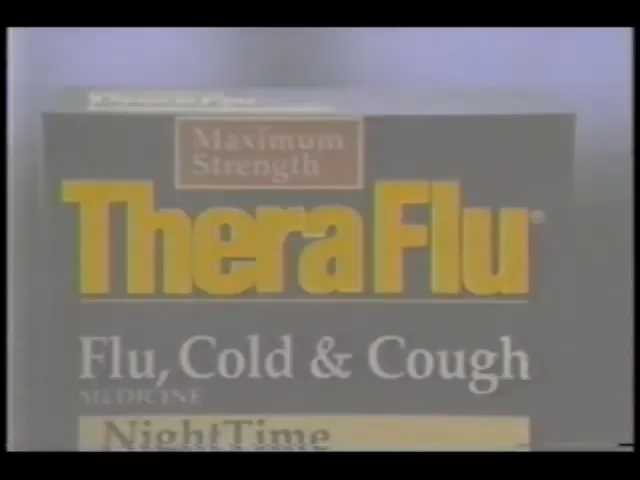 Maximum
Strength
TheraFlu®
Flu, Cold & Cough
MEDICINE
NightTime